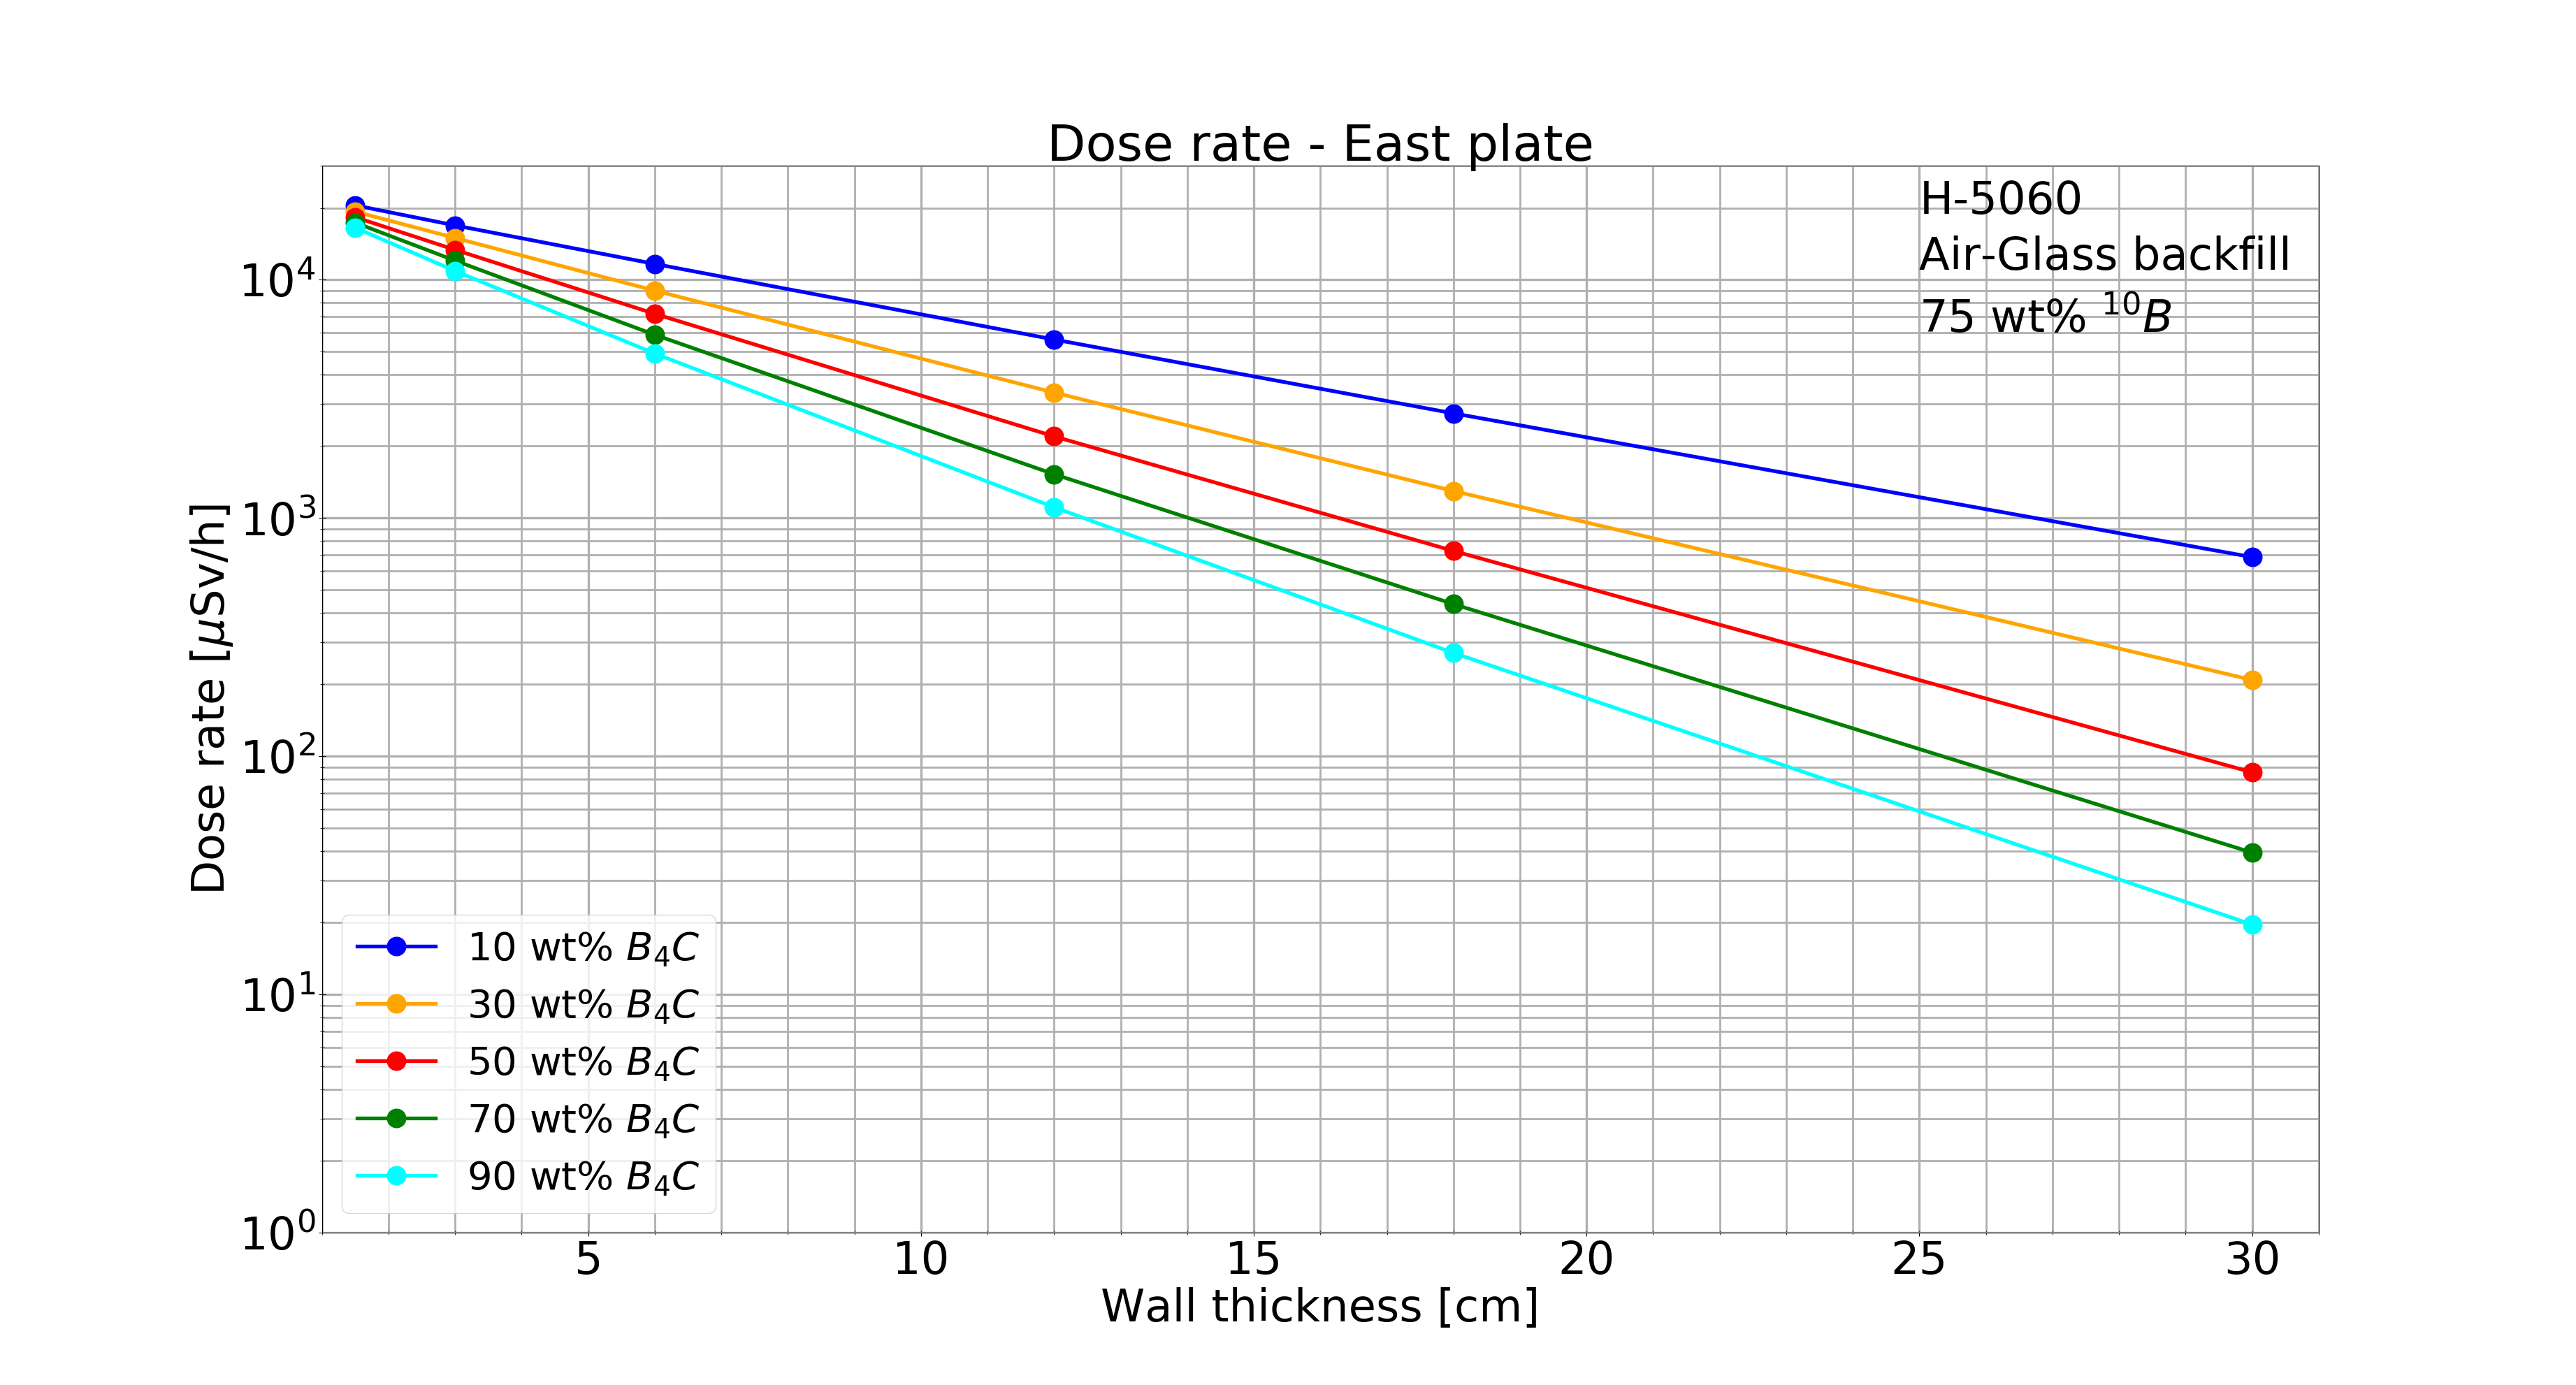 Dose rate - East plate
H-5060
Air-Glass backfill
75 wt% ¹⁰B
Dose rate [μSv/h]
10⁴
10³
10²
10¹
10⁰
10 wt% B₄C
30 wt% B₄C
50 wt% B₄C
70 wt% B₄C
90 wt% B₄C
5 10 15 20 25 30
Wall thickness [cm]